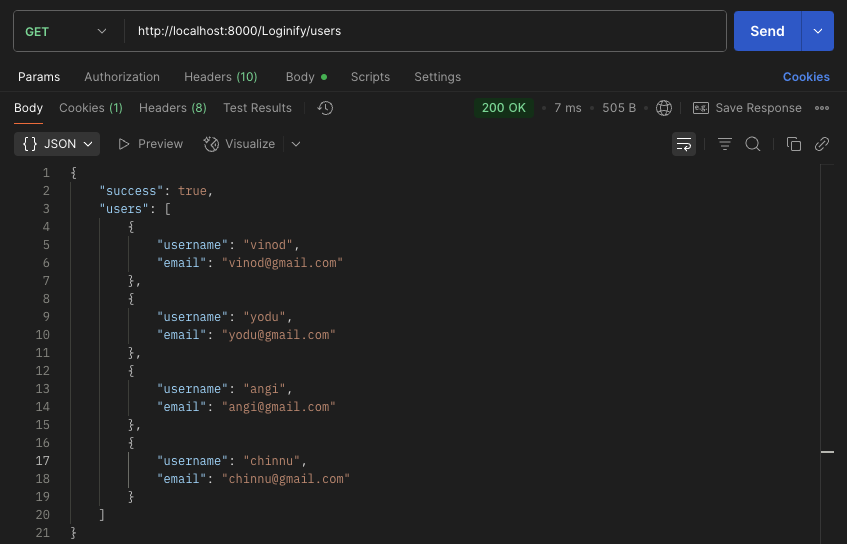 GET http://localhost:8000/Loginify/users Send
Params Authorization Headers (10) Body Scripts Settings Cookies
Body Cookies (1) Headers (8) Test Results 200 OK 7 ms 505 B e.g. Save Response
{} JSON Preview Visualize
1 {
2 "success": true,
3 "users": [
4 {
5 "username": "vinod",
6 "email": "vinod@gmail.com"
7 },
8 {
9 "username": "yodu",
10 "email": "yodu@gmail.com"
11 },
12 {
13 "username": "angi",
14 "email": "angi@gmail.com"
15 },
16 {
17 "username": "chinnu",
18 "email": "chinnu@gmail.com"
19 }
20 ]
21 }